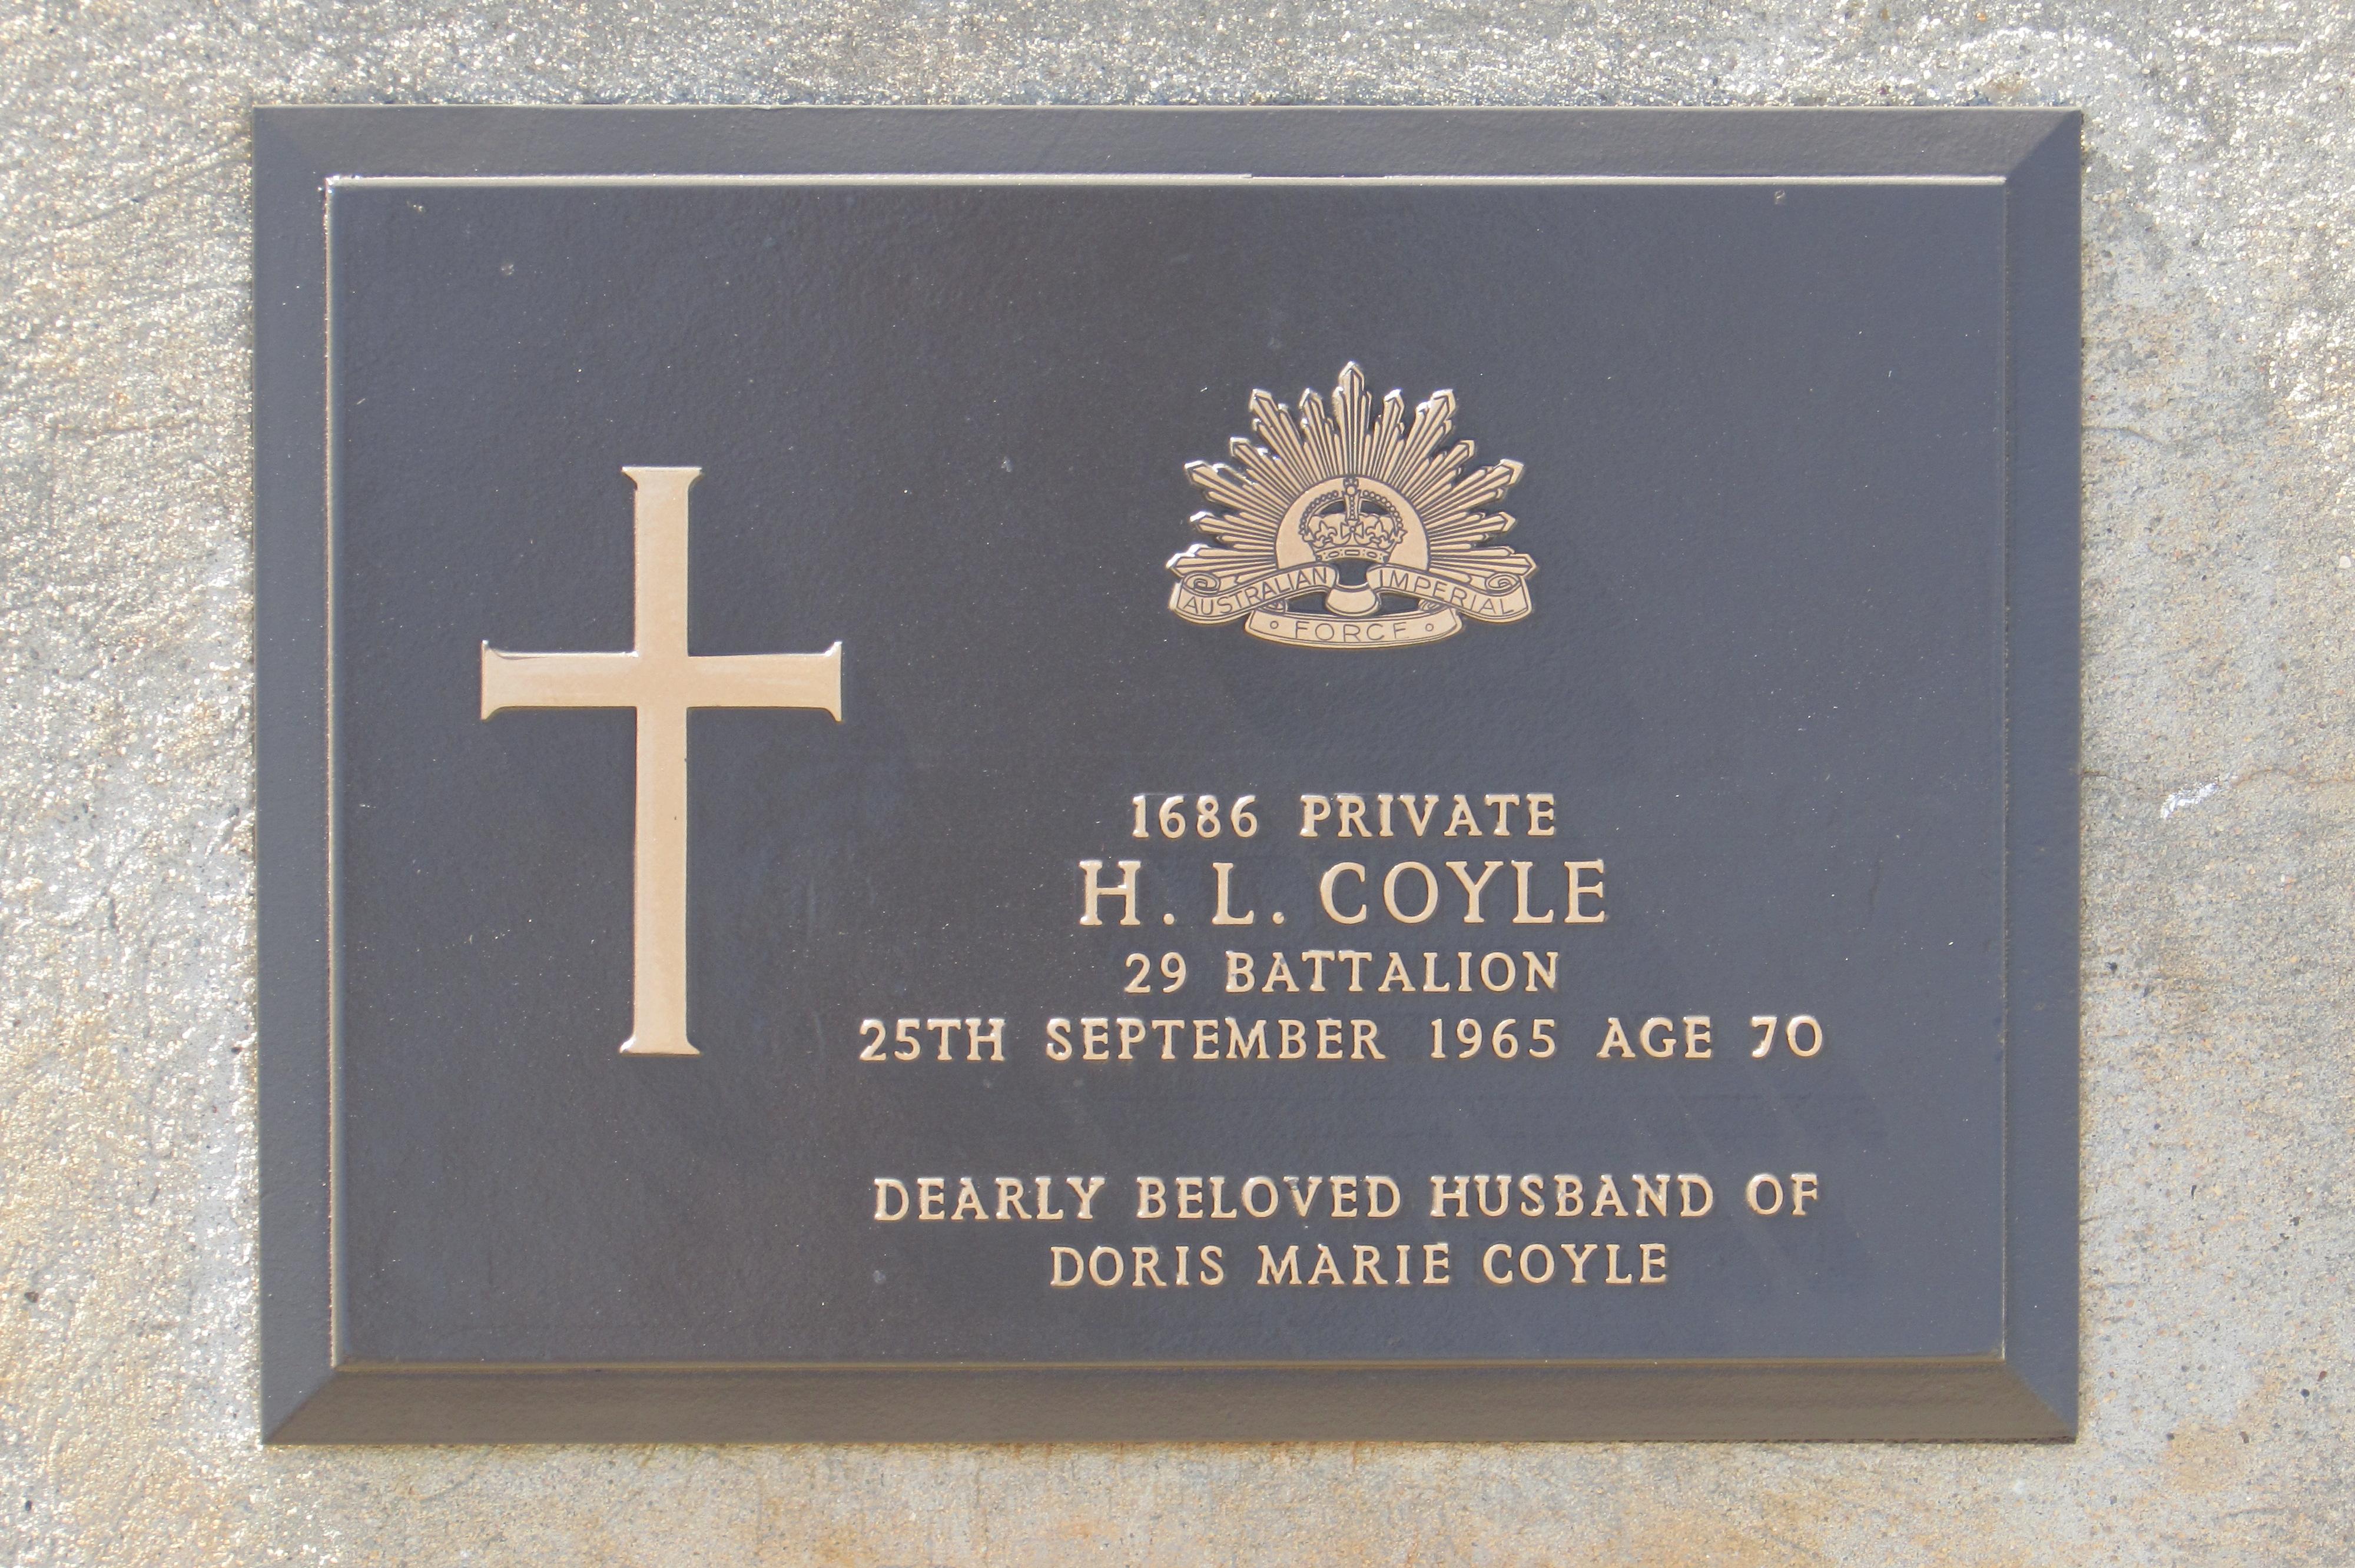 AUSTRALIAN IMPERIAL
FORCE
1686 PRIVATE
H. L. COYLE
29 BATTALION
25TH SEPTEMBER 1965 AGE 70
DEARLY BELOVED HUSBAND OF
DORIS MARIE COYLE